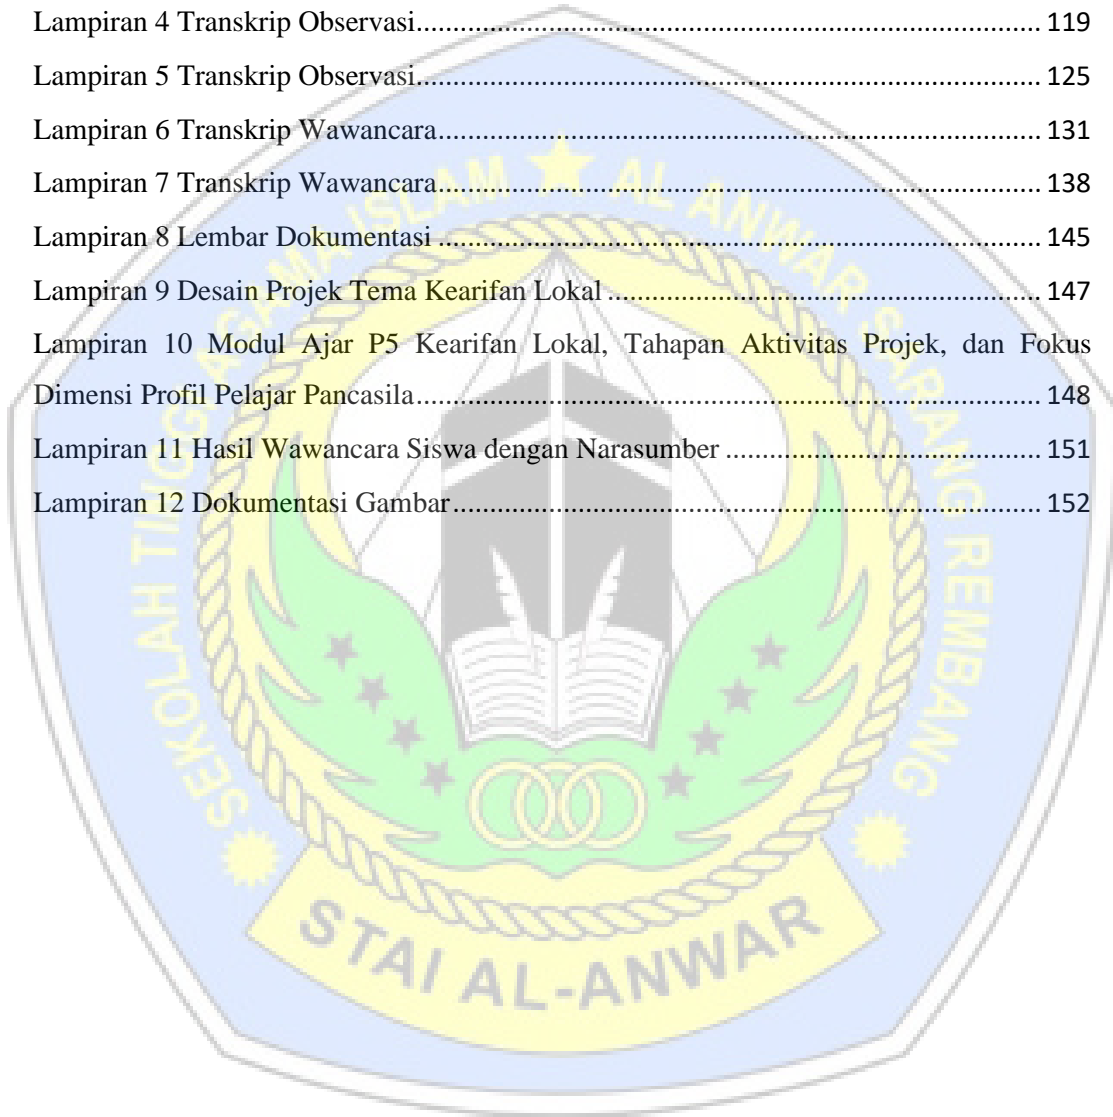 Lampiran 4 Transkrip Observasi..................................................................................... 119
Lampiran 5 Transkrip Observasi..................................................................................... 125
Lampiran 6 Transkrip Wawancara.................................................................................. 131
Lampiran 7 Transkrip Wawancara.................................................................................. 138
Lampiran 8 Lembar Dokumentasi .................................................................................. 145
Lampiran 9 Desain Projek Tema Kearifan Lokal ........................................................... 147
Lampiran 10 Modul Ajar P5 Kearifan Lokal, Tahapan Aktivitas Projek, dan Fokus
Dimensi Profil Pelajar Pancasila..................................................................................... 148
Lampiran 11 Hasil Wawancara Siswa dengan Narasumber ........................................... 151
Lampiran 12 Dokumentasi Gambar................................................................................ 152
SEKOLAH TINGGI AGAMA ISLAM AL ANWAR SARANG REMBANG
STAI AL-ANWAR